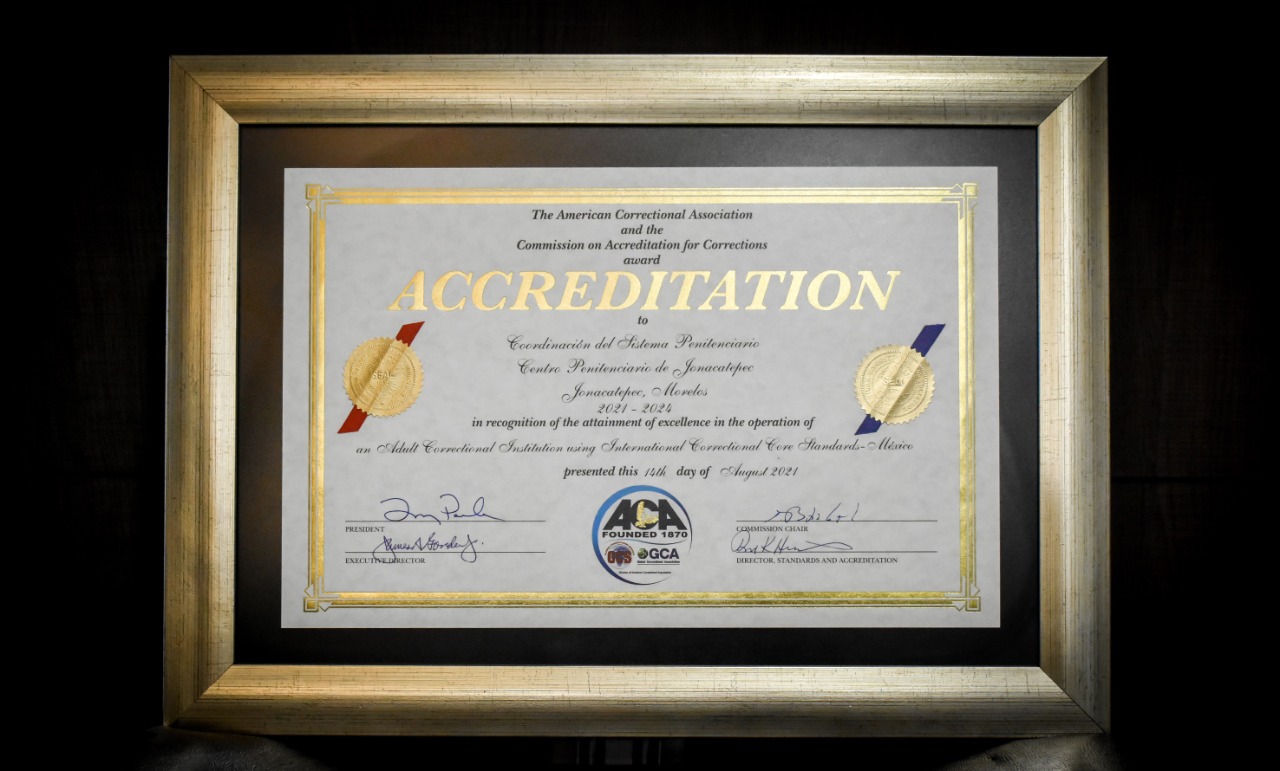 The American Correctional Association
and the
Commission on Accreditation for Corrections
award
ACCREDITATION
to
Coordinación del Sistema Penitenciario
Centro Penitenciario de Jonacatepec
Jonacatepec, Morelos
2021 - 2024
in recognition of the attainment of excellence in the operation of
an Adult Correctional Institution using International Correctional Core Standards-México
presented this 14th day of August 2021
SEAL
SEAL
PRESIDENT
EXECUTIVE DIRECTOR
ACA
FOUNDED 1870
GCA
COMMISSION CHAIR
DIRECTOR, STANDARDS AND ACCREDITATION